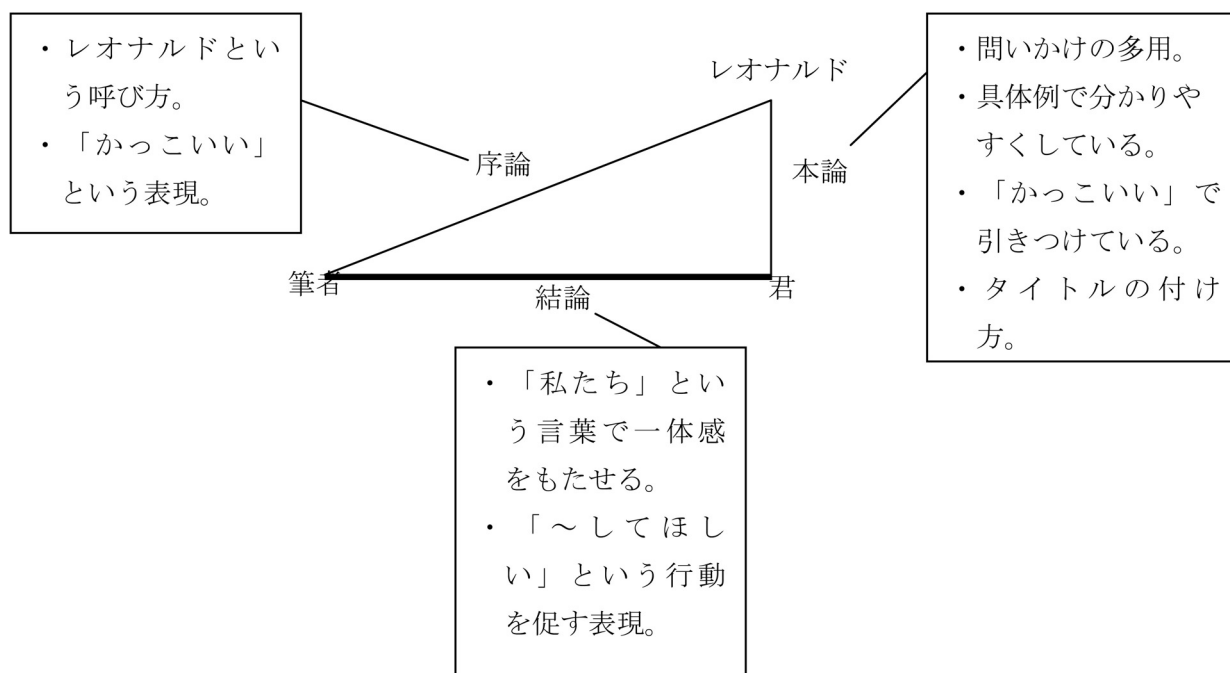 ・レオナルドとい
う呼び方。
・「かっこいい」
という表現。
レオナルド
序論
本論
筆者
結論
君
・問いかけの多用。
・具体例で分かりや
すくしている。
・「かっこいい」で
引きつけている。
・タイトルの付け
方。
・「私たち」とい
う言葉で一体感
をもたせる。
・「～してほし
い」という行動
を促す表現。